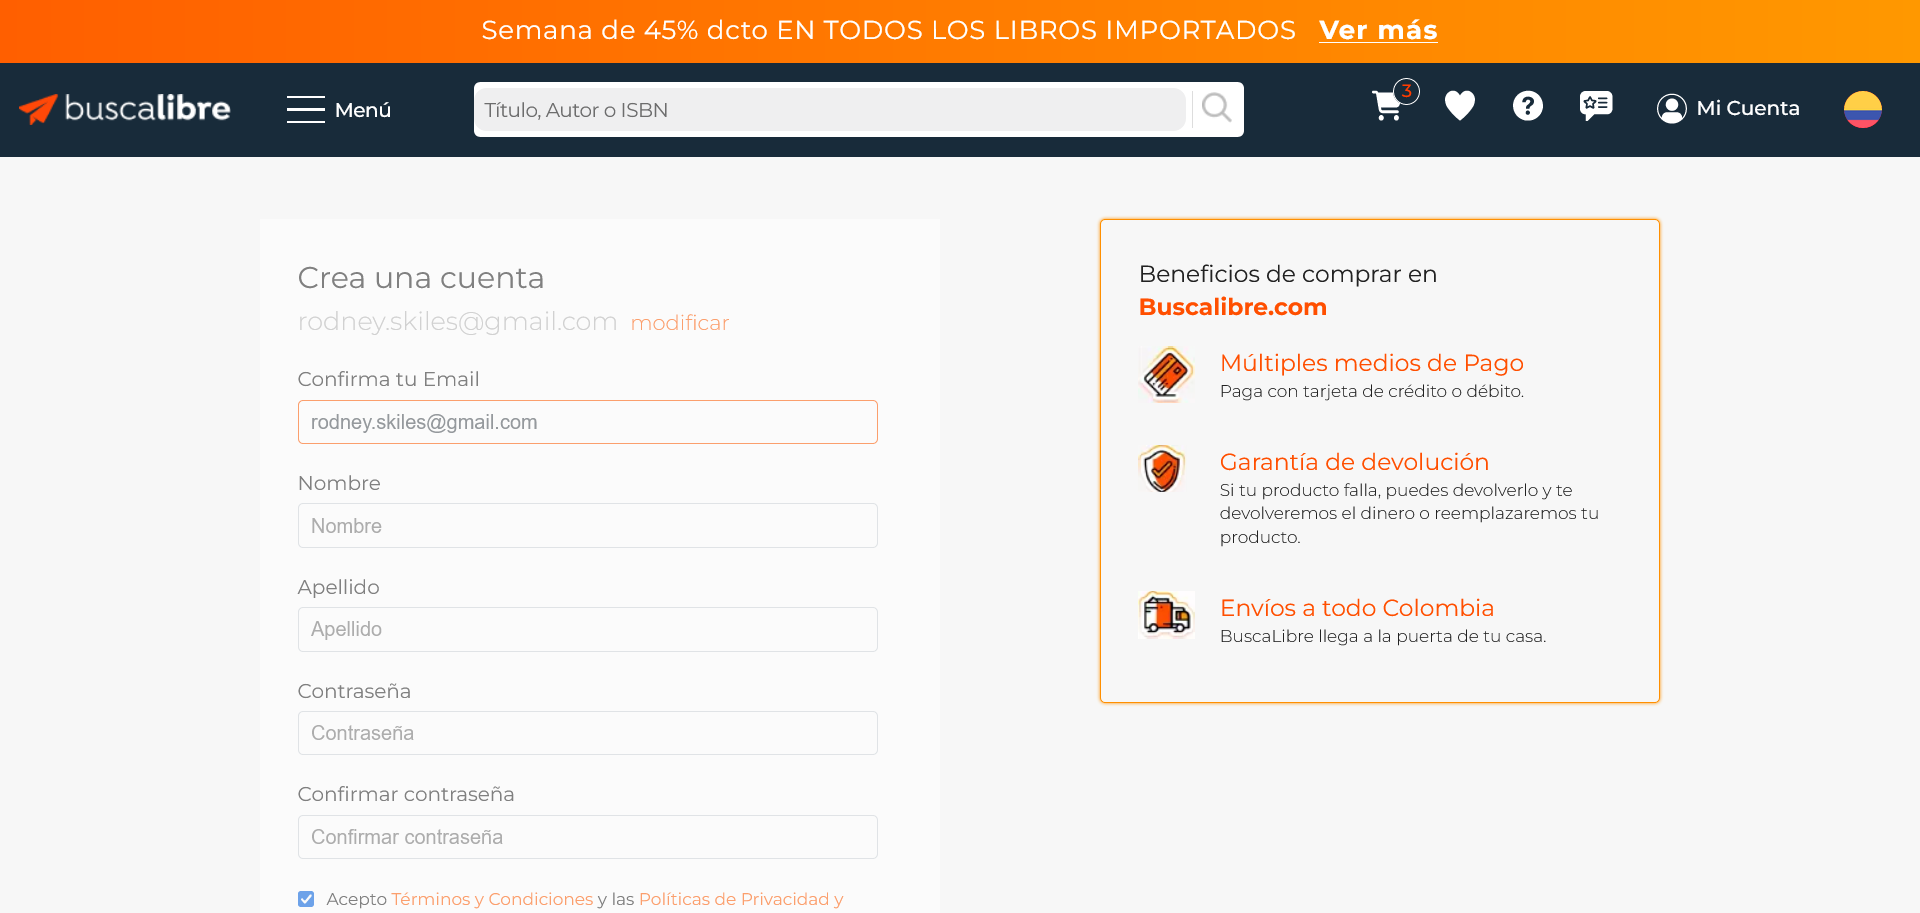 Semana de 45% dcto EN TODOS LOS LIBROS IMPORTADOS Ver más
buscalibre
Menú
Título, Autor o ISBN
3
Mi Cuenta
Crea una cuenta
rodney.skiles@gmail.com modificar
Confirma tu Email
rodney.skiles@gmail.com
Nombre
Nombre
Apellido
Apellido
Contraseña
Contraseña
Confirmar contraseña
Confirmar contraseña
Acepto Términos y Condiciones y las Políticas de Privacidad y
Beneficios de comprar en
Buscalibre.com
Múltiples medios de Pago
Paga con tarjeta de crédito o débito.
Garantía de devolución
Si tu producto falla, puedes devolverlo y te
devolveremos el dinero o reemplazaremos tu
producto.
Envíos a todo Colombia
BuscaLibre llega a la puerta de tu casa.